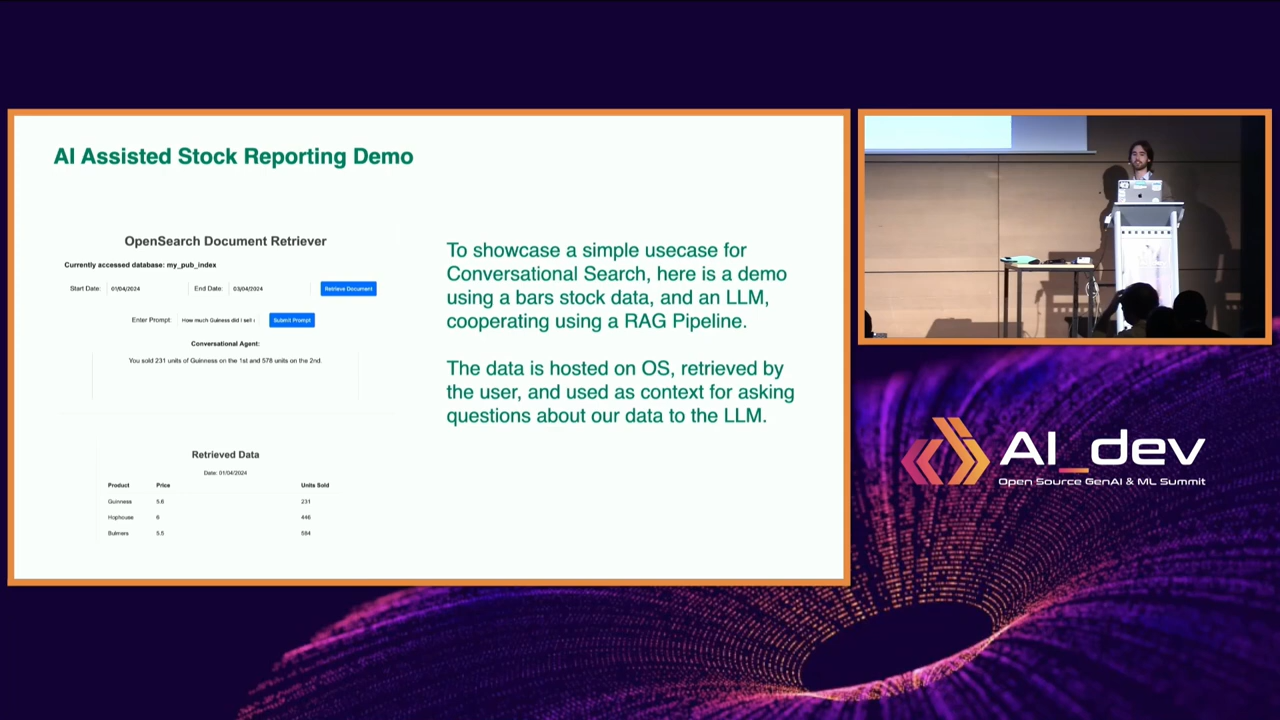 AI Assisted Stock Reporting Demo
OpenSearch Document Retriever
Currently accessed database: my_pub_index
Start Date: 01/04/2024 End Date: 03/04/2024 Retrieve Document
Enter Prompt: How much Guiness did I sell Submit Prompt
Conversational Agent:
You sold 231 units of Guinness on the 1st and 578 units on the 2nd.
Retrieved Data
Date: 01/04/2024
Product Price Units Sold
Guinness 5.6 231
Hophouse 6 446
Bulmers 5.5 584
To showcase a simple usecase for
Conversational Search, here is a demo
using a bars stock data, and an LLM,
cooperating using a RAG Pipeline.
The data is hosted on OS, retrieved by
the user, and used as context for asking
questions about our data to the LLM.
AI_dev
Open Source GenAI & ML Summit